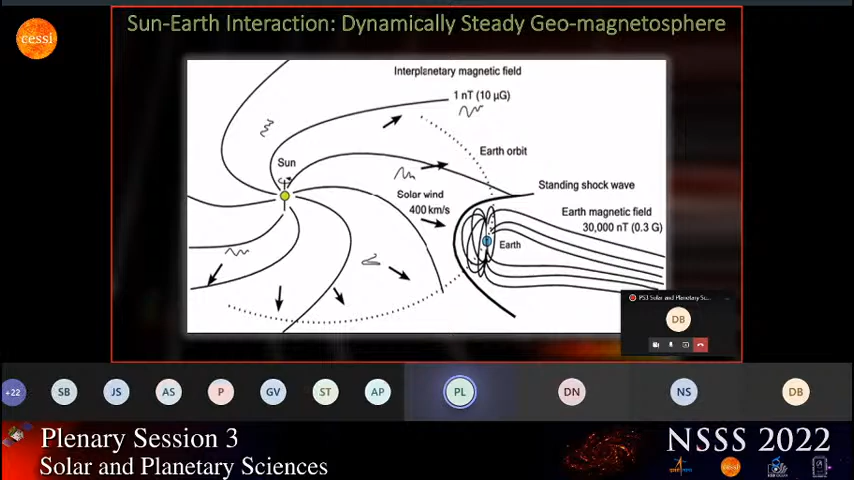 cessi
Sun-Earth Interaction: Dynamically Steady Geo-magnetosphere
Interplanetary magnetic field
1 nT (10 μG)
Earth orbit
Sun
Standing shock wave
Solar wind
400 km/s
Earth magnetic field
30,000 nT (0.3 G)
Earth
PS3 Solar and Planetary Sc...
DB
+22
SB
JS
AS
P
GV
ST
AP
PL
DN
NS
DB
Plenary Session 3
Solar and Planetary Sciences
NSSS 2022
cessi